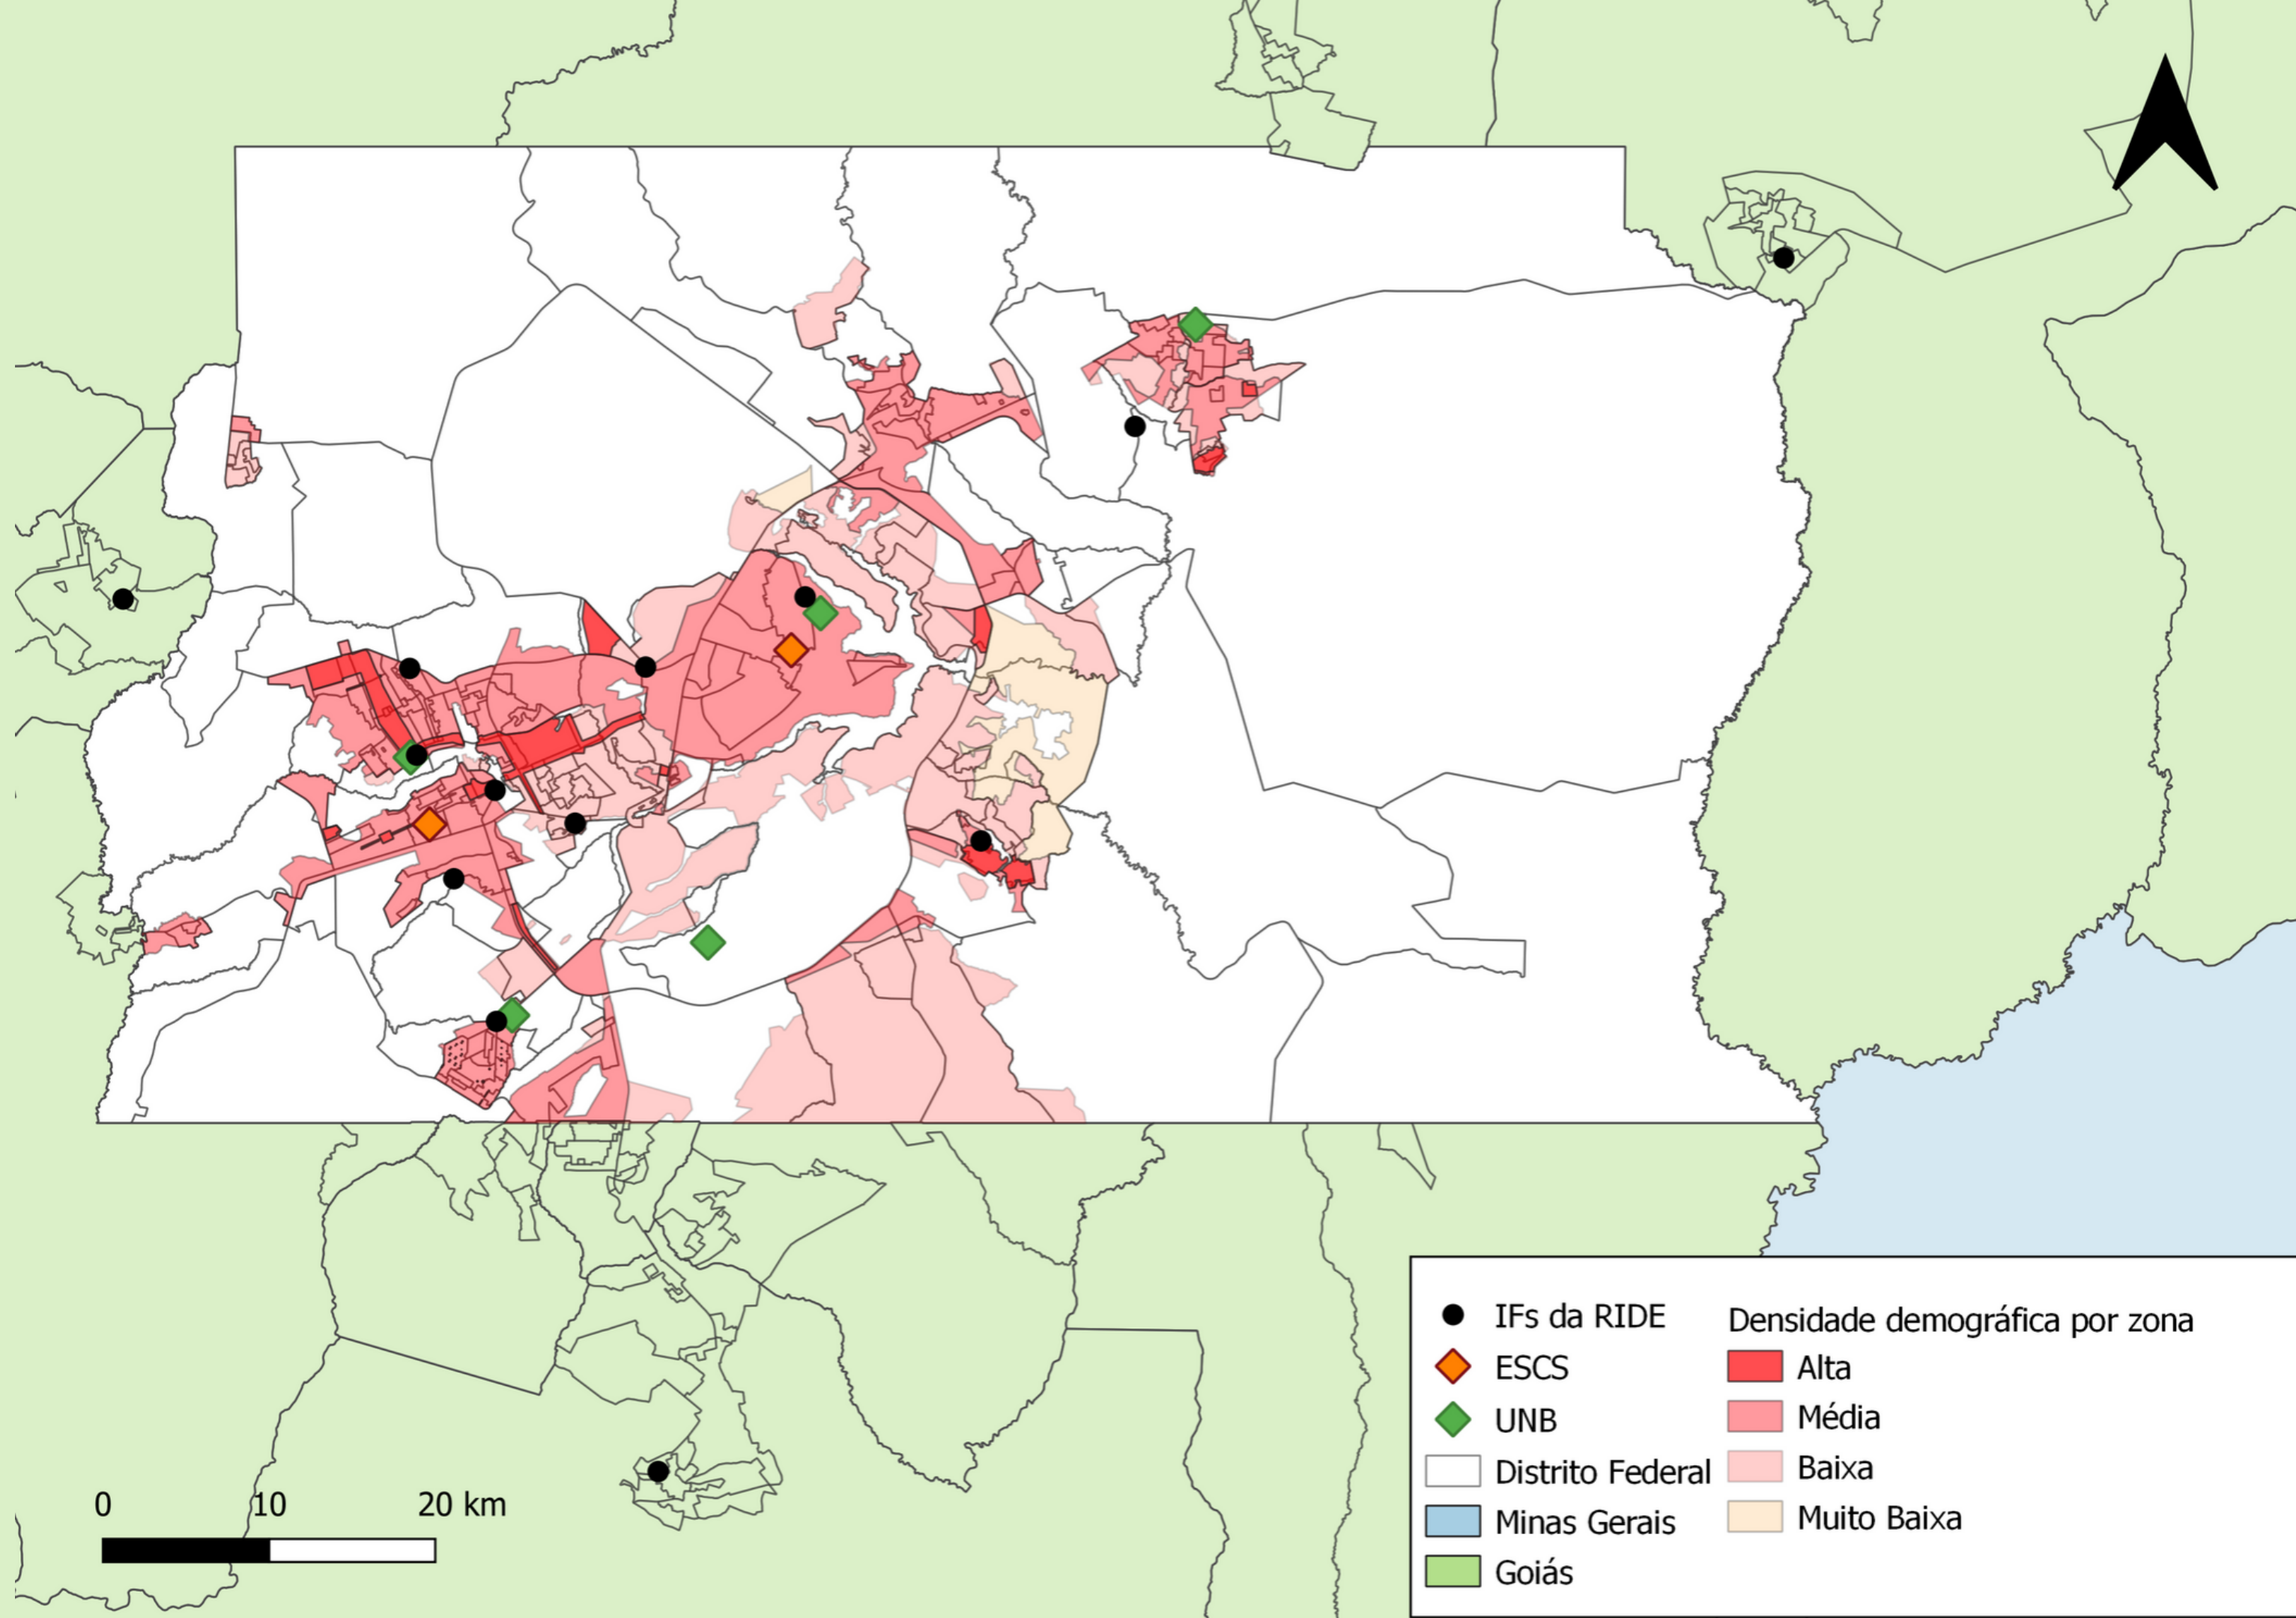 0 10 20 km
IFs da RIDE
ESCS
UNB
Distrito Federal
Minas Gerais
Goiás
Densidade demográfica por zona
Alta
Média
Baixa
Muito Baixa